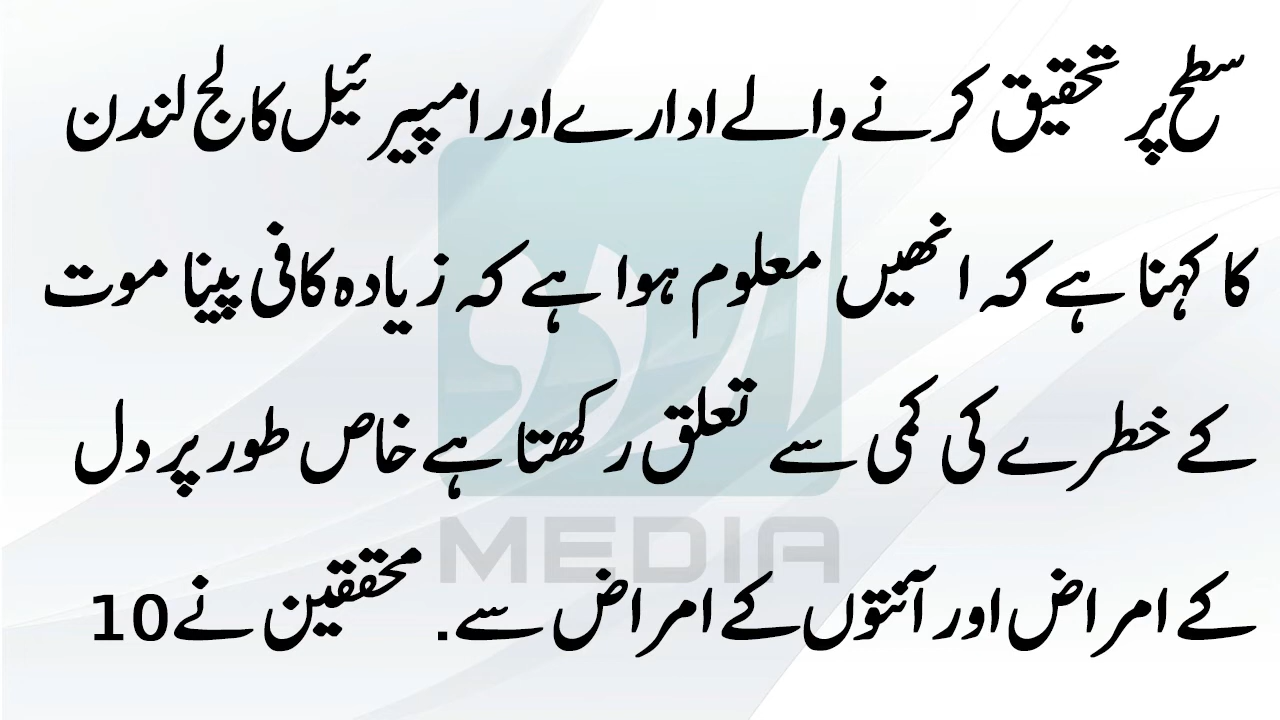 سطح پر تحقیق کرنے والے ادارے اور امپیرئیل کالج لندن
کا کہنا ہے کہ انھیں معلوم ہوا ہے کہ زیادہ کافی پینا موت
کے خطرے کی کمی سے تعلق رکھتا ہے خاص طور پر دل
کے امراض اور آنتوں کے امراض سے. محققین نے 10
اردو
MEDIA